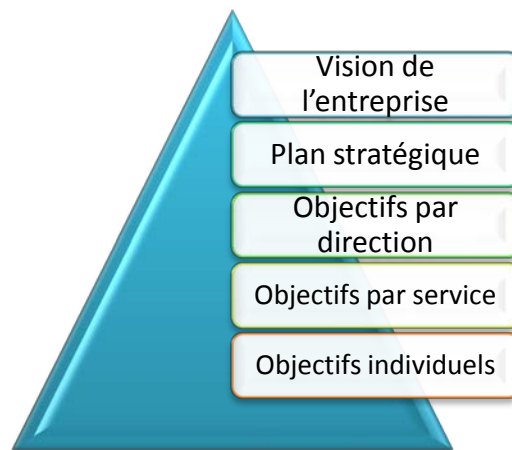 Vision de
l’entreprise
Plan stratégique
Objectifs par
direction
Objectifs par service
Objectifs individuels